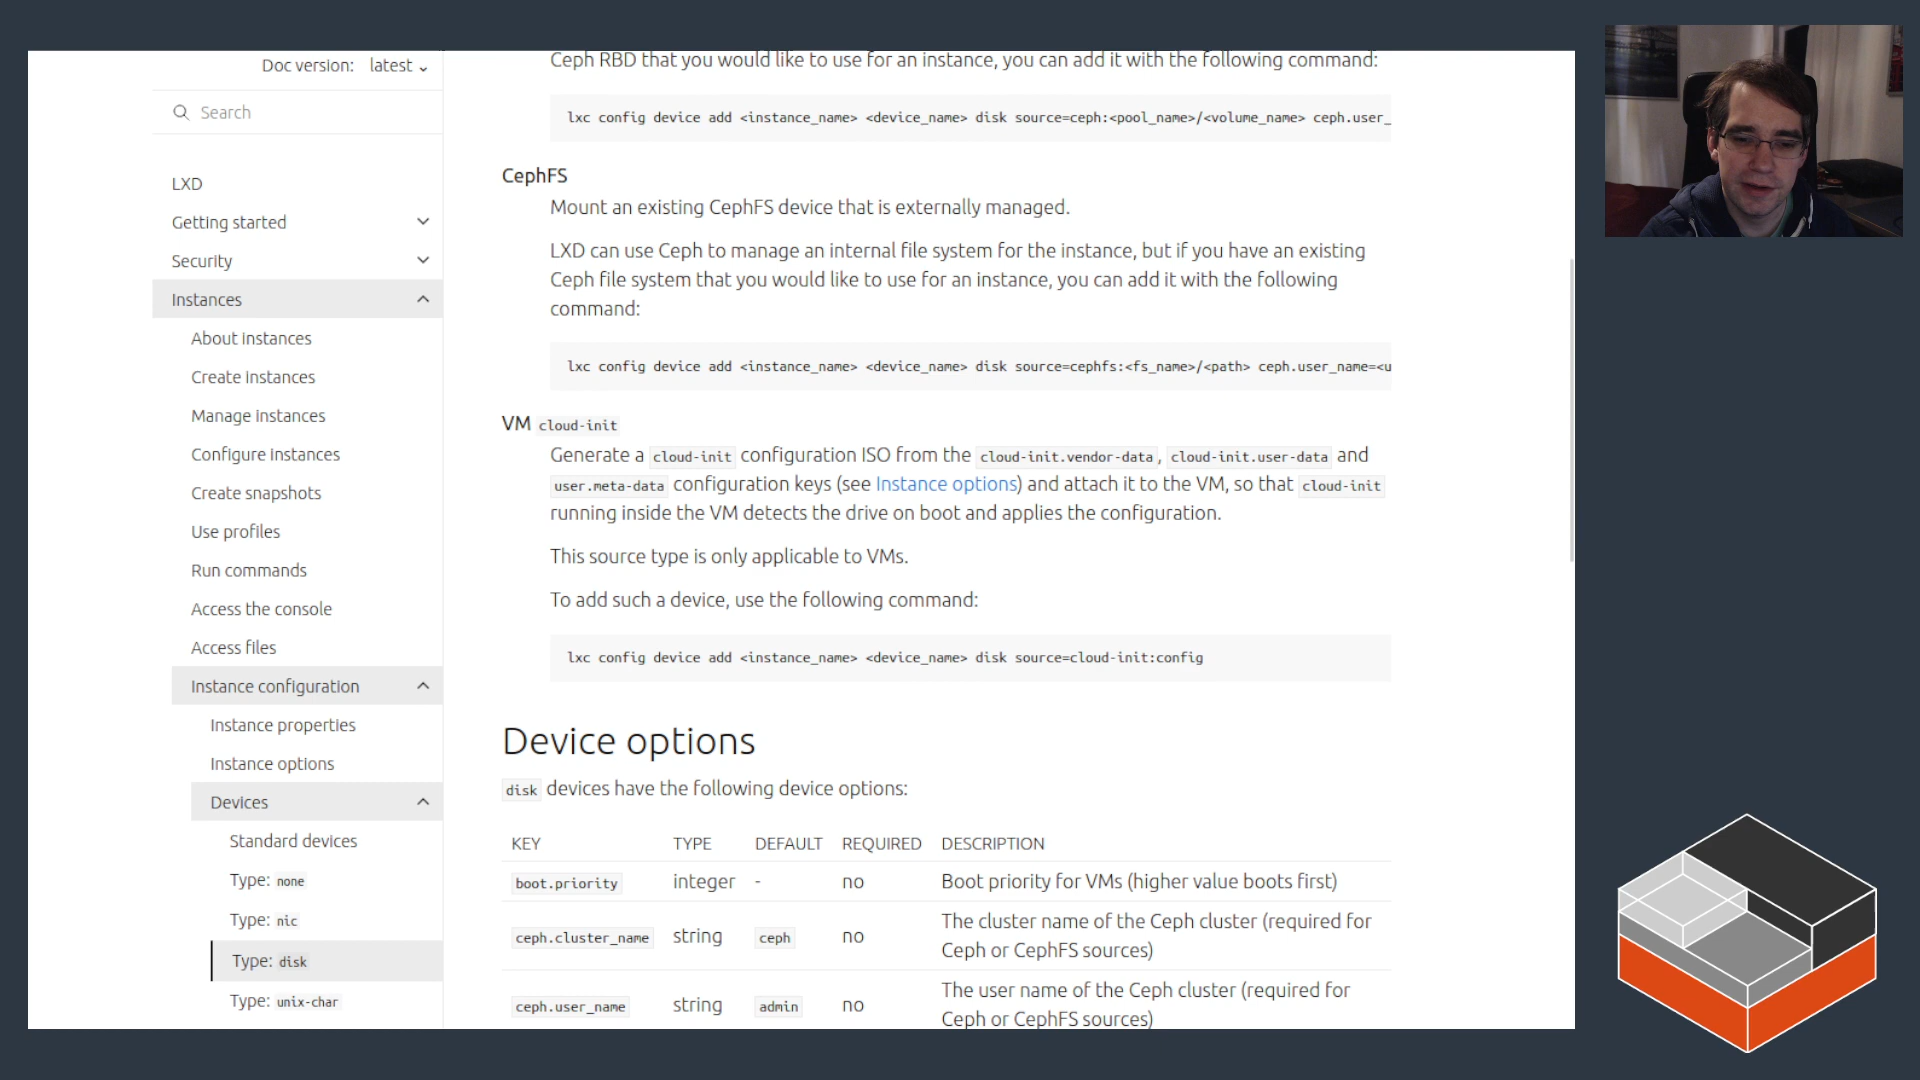 Doc version: latest
Search
LXD
Getting started
Security
Instances
About instances
Create instances
Manage instances
Configure instances
Create snapshots
Use profiles
Run commands
Access the console
Access files
Instance configuration
Instance properties
Instance options
Devices
Standard devices
Type: none
Type: nic
Type: disk
Type: unix-char
Ceph RBD that you would like to use for an instance, you can add it with the following command:
lxc config device add <instance_name> <device_name> disk source=ceph:<pool_name>/<volume_name> ceph.user_
CephFS
Mount an existing CephFS device that is externally managed.
LXD can use Ceph to manage an internal file system for the instance, but if you have an existing
Ceph file system that you would like to use for an instance, you can add it with the following
command:
lxc config device add <instance_name> <device_name> disk source=cephfs:<fs_name>/<path> ceph.user_name=<u
VM cloud-init
Generate a cloud-init configuration ISO from the cloud-init.vendor-data, cloud-init.user-data and
user.meta-data configuration keys (see Instance options) and attach it to the VM, so that cloud-init
running inside the VM detects the drive on boot and applies the configuration.
This source type is only applicable to VMs.
To add such a device, use the following command:
lxc config device add <instance_name> <device_name> disk source=cloud-init:config
Device options
disk devices have the following device options:
KEY TYPE DEFAULT REQUIRED DESCRIPTION
boot.priority integer - no Boot priority for VMs (higher value boots first)
ceph.cluster_name string ceph no The cluster name of the Ceph cluster (required for
Ceph or CephFS sources)
ceph.user_name string admin no The user name of the Ceph cluster (required for
Ceph or CephFS sources)